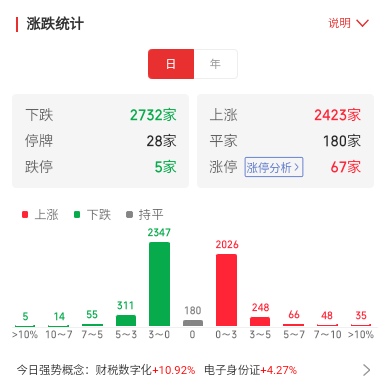 涨跌统计 说明
日 年
下跌 2732家 上涨 2423家
停牌 28家 平家 180家
跌停 5家 涨停 涨停分析> 67家
上涨 下跌 持平
2347
2026
311
248
180
5 14 55 66 48 35
>10% 10～7 7～5 5～3 3～0 0 0～3 3～5 5～7 7～10 >10%
今日强势概念：财税数字化+10.92% 电子身份证+4.27%